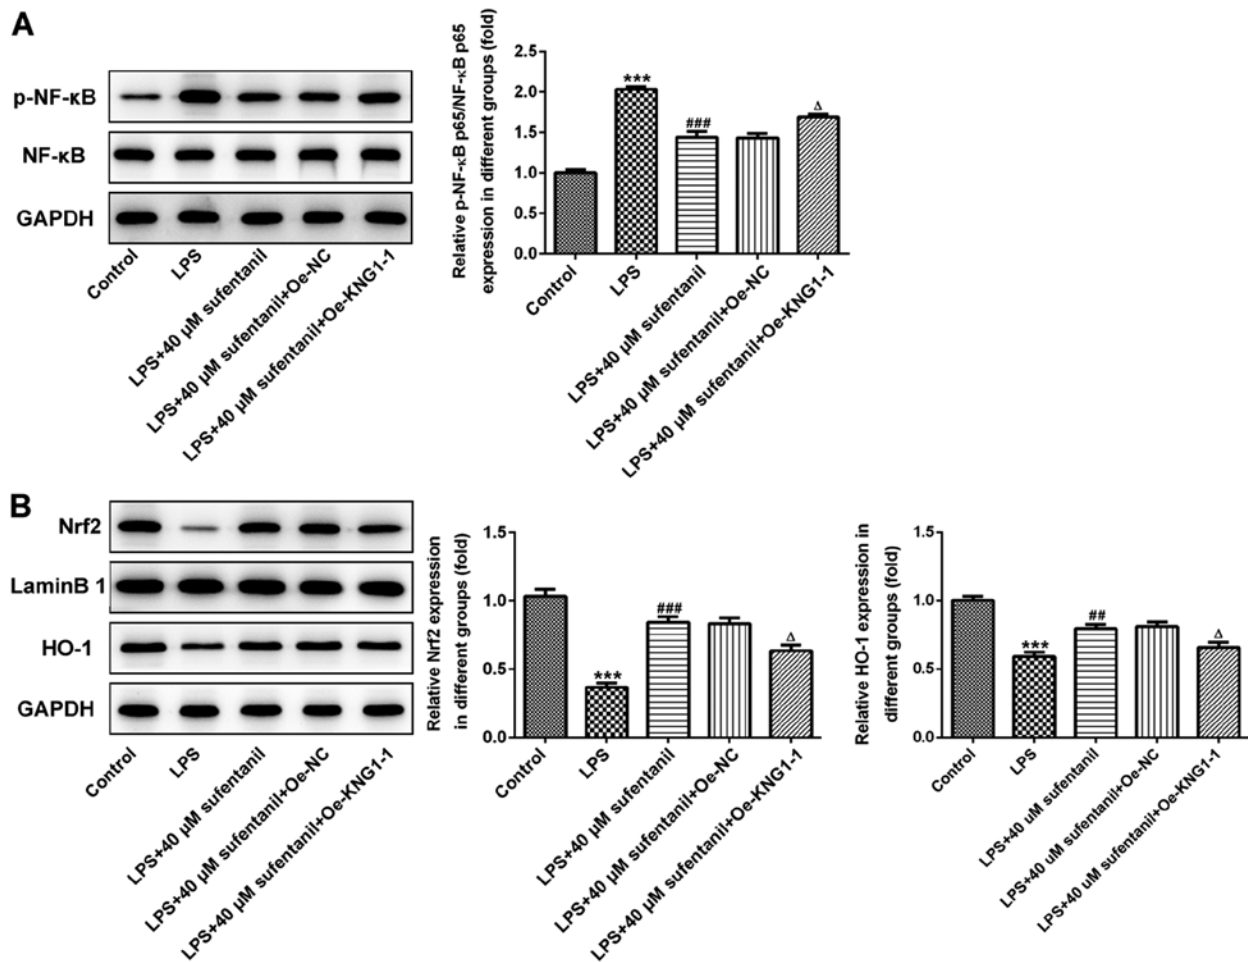 A
p-NF-κB
NF-κB
GAPDH
Control
LPS
LPS+40 μM sufentanil
LPS+40 μM sufentanil+Oe-NC
LPS+40 μM sufentanil+Oe-KNG1-1
Relative p-NF-κB p65/NF-κB p65
expression in different groups (fold)
2.5
2.0
1.5
1.0
0.5
0.0
***
###
Δ
Control
LPS
LPS+40 μM sufentanil
LPS+40 μM sufentanil+Oe-NC
LPS+40 μM sufentanil+Oe-KNG1-1
B
Nrf2
LaminB 1
HO-1
GAPDH
Control
LPS
LPS+40 μM sufentanil
LPS+40 μM sufentanil+Oe-NC
LPS+40 μM sufentanil+Oe-KNG1-1
Relative Nrf2 expression
in different groups (fold)
1.5
1.0
0.5
0.0
***
###
Δ
Control
LPS
LPS+40 μM sufentanil
LPS+40 μM sufentanil+Oe-NC
LPS+40 μM sufentanil+Oe-KNG1-1
Relative HO-1 expression in
different groups (fold)
1.5
1.0
0.5
0.0
***
##
Δ
Control
LPS
LPS+40 uM sufentanil
LPS+40 uM sufentanil+Oe-NC
LPS+40 uM sufentanil+Oe-KNG1-1